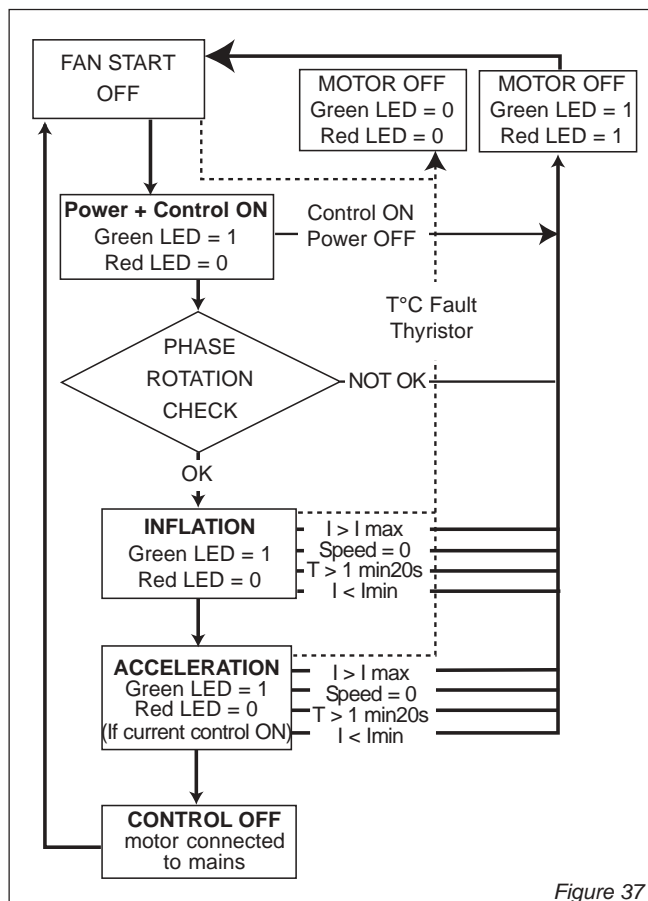 FAN START
OFF
MOTOR OFF
Green LED = 0
Red LED = 0
MOTOR OFF
Green LED = 1
Red LED = 1
Power + Control ON
Green LED = 1
Red LED = 0
Control ON
Power OFF
T°C Fault
Thyristor
PHASE
ROTATION
CHECK
NOT OK
OK
INFLATION
Green LED = 1
Red LED = 0
I > I max
Speed = 0
T > 1 min20s
I < Imin
ACCELERATION
Green LED = 1
Red LED = 0
(If current control ON)
I > I max
Speed = 0
T > 1 min20s
I < Imin
CONTROL OFF
motor connected
to mains
Figure 37